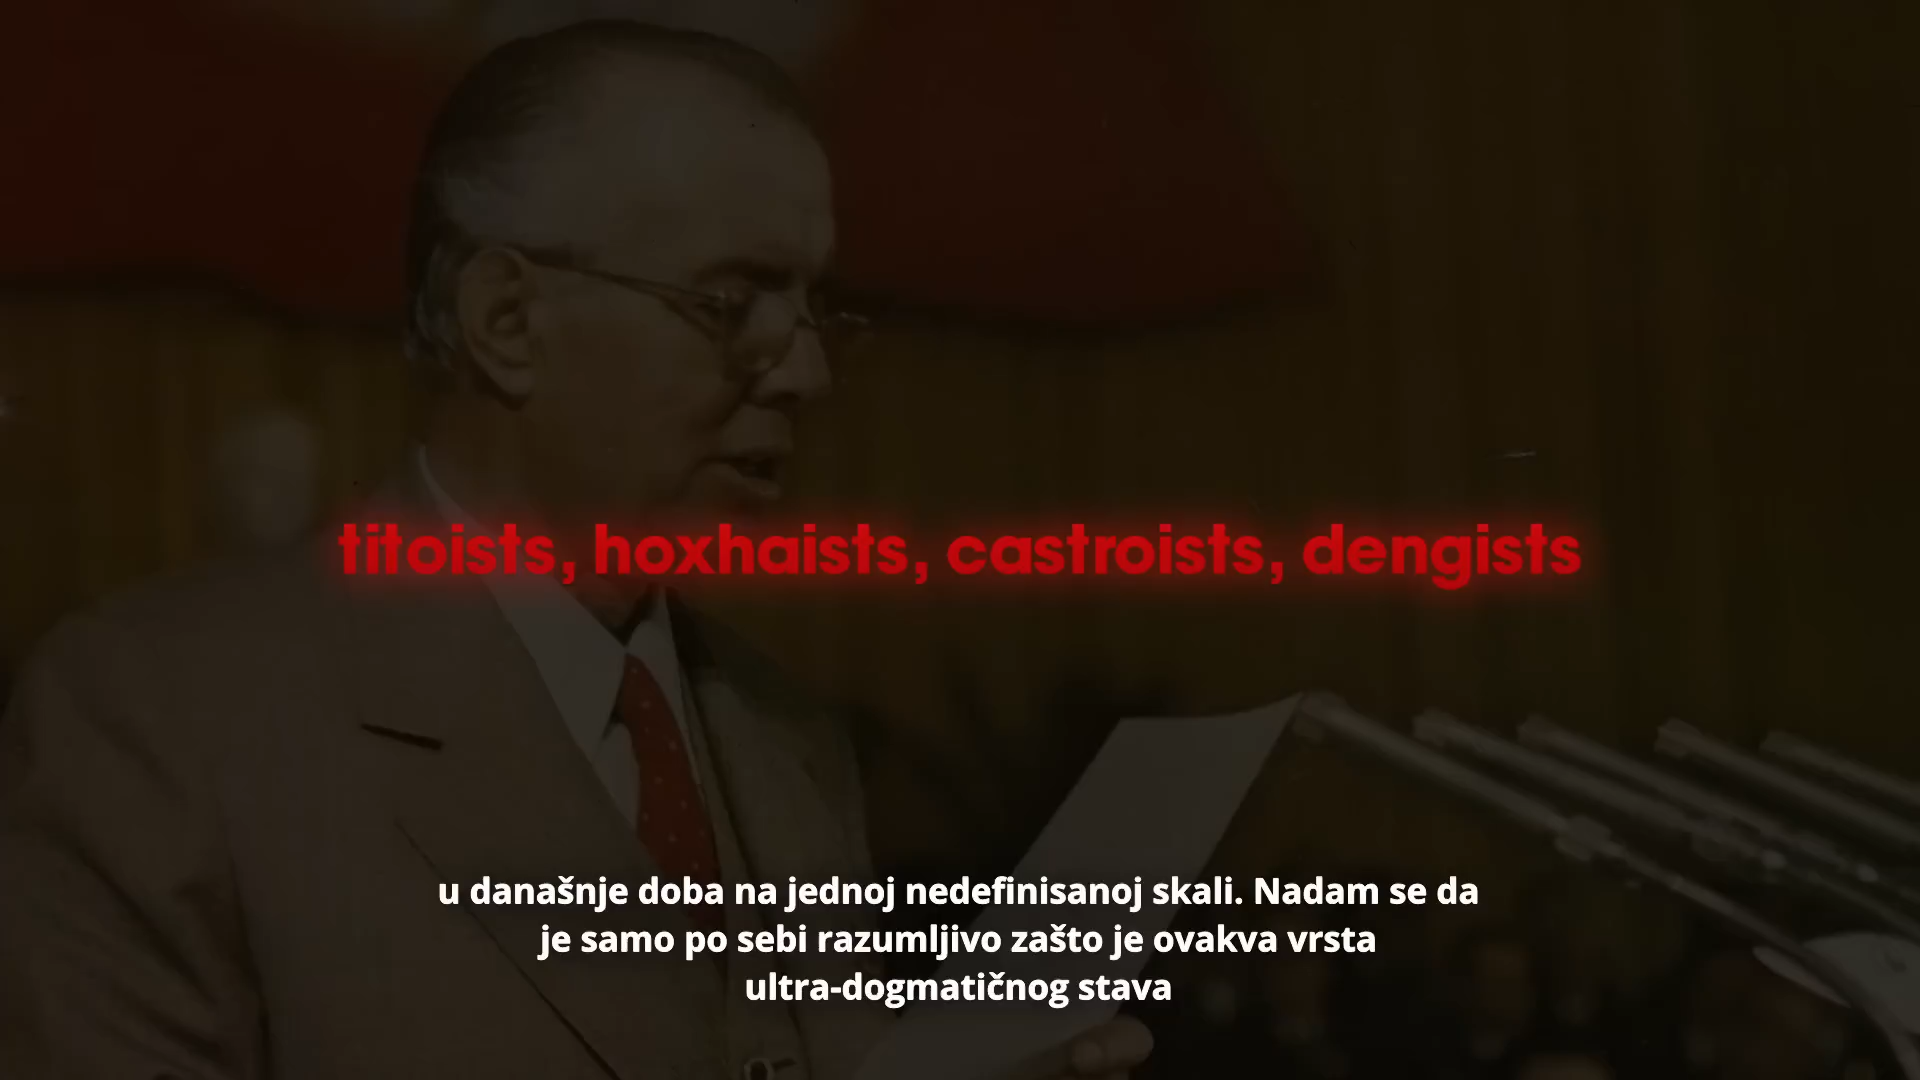 titoists, hoxhaists, castroists, dengists
u današnje doba na jednoj nedefinisanoj skali. Nadam se da
je samo po sebi razumljivo zašto je ovakva vrsta
ultra-dogmatičnog stava